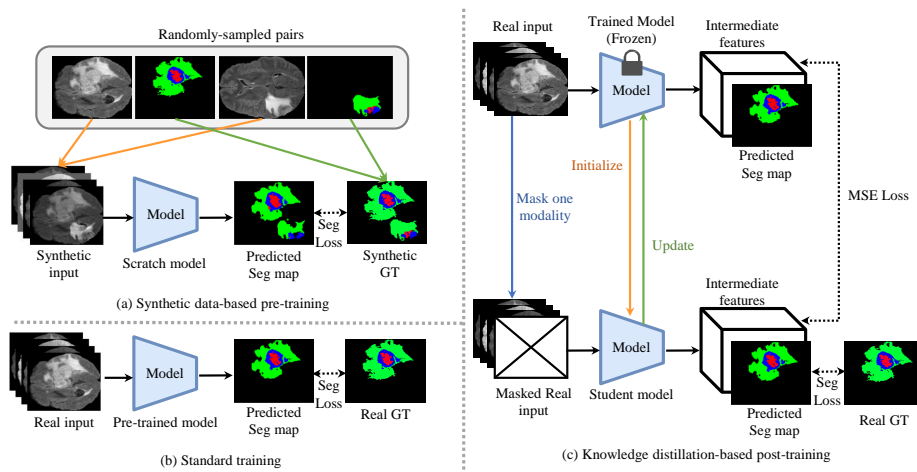 Randomly-sampled pairs
Model
Seg
Loss
Synthetic
input
Scratch model
Predicted
Seg map
Synthetic
GT
(a) Synthetic data-based pre-training
Model
Seg
Loss
Real input
Pre-trained model
Predicted
Seg map
Real GT
(b) Standard training
Real input
Trained Model
(Frozen)
Intermediate
features
Model
Predicted
Seg map
Initialize
Mask one
modality
Update
MSE Loss
Intermediate
features
Model
Seg
Loss
Masked Real
input
Student model
Predicted
Seg map
Real GT
(c) Knowledge distillation-based post-training